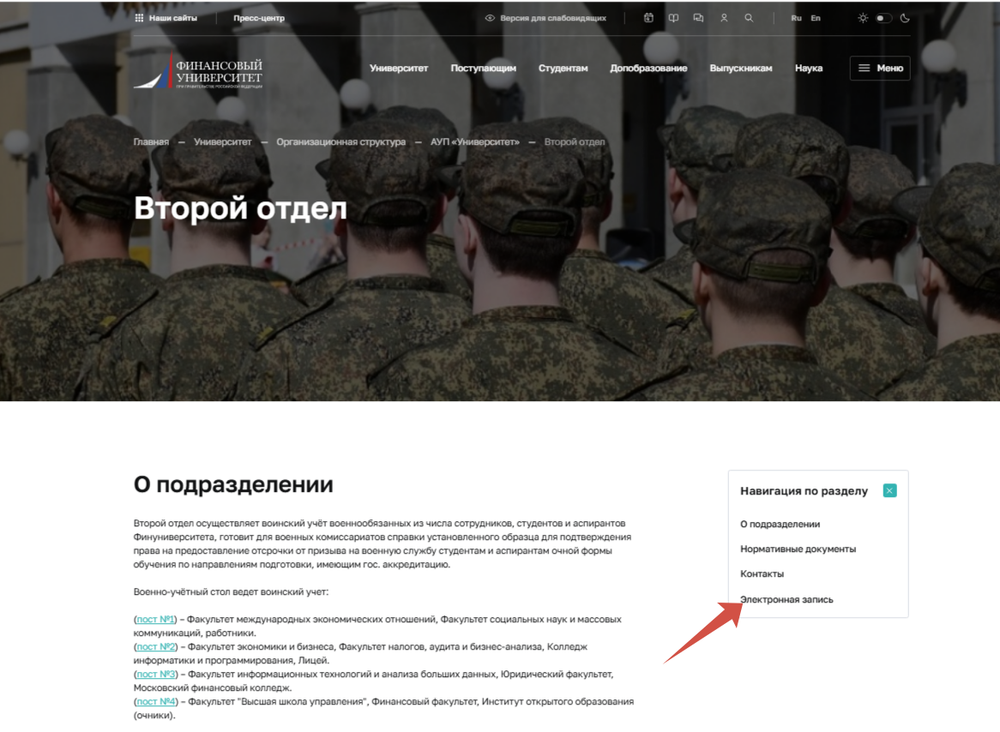 Наши сайты
Пресс-центр
Версия для слабовидящих
Ru En
ФИНАНСОВЫЙ
УНИВЕРСИТЕТ
ПРИ ПРАВИТЕЛЬСТВЕ РОССИЙСКОЙ ФЕДЕРАЦИИ
Университет Поступающим Студентам Допобразование Выпускникам Наука Меню
Главная — Университет — Организационная структура — АУП «Университет» — Второй отдел
Второй отдел
О подразделении
Второй отдел осуществляет воинский учёт военнообязанных из числа сотрудников, студентов и аспирантов
Финуниверситета, готовит для военных комиссариатов справки установленного образца для подтверждения
права на предоставление отсрочки от призыва на военную службу студентам и аспирантам очной формы
обучения по направлениям подготовки, имеющим гос. аккредитацию.
Военно-учётный стол ведет воинский учет:
(пост №1) – Факультет международных экономических отношений, Факультет социальных наук и массовых
коммуникаций, работники.
(пост №2) – Факультет экономики и бизнеса, Факультет налогов, аудита и бизнес-анализа, Колледж
информатики и программирования, Лицей.
(пост №3) – Факультет информационных технологий и анализа больших данных, Юридический факультет,
Московский финансовый колледж.
(пост №4) – Факультет "Высшая школа управления", Финансовый факультет, Институт открытого образования
(очники).
Навигация по разделу
О подразделении
Нормативные документы
Контакты
Электронная запись